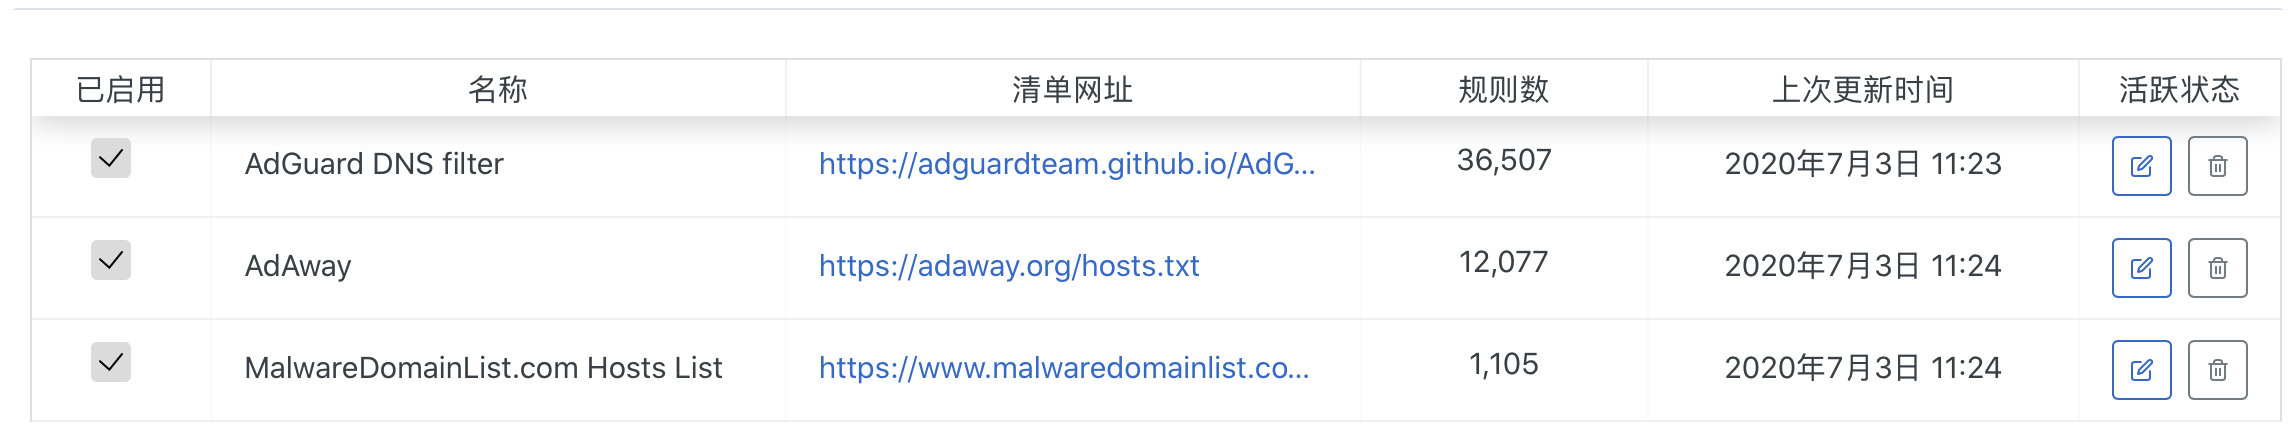 已启用 名称 清单网址 规则数 上次更新时间 活跃状态
AdGuard DNS filter https://adguardteam.github.io/AdG... 36,507 2020年7月3日 11:23
AdAway https://adaway.org/hosts.txt 12,077 2020年7月3日 11:24
MalwareDomainList.com Hosts List https://www.malwaredomainlist.co... 1,105 2020年7月3日 11:24